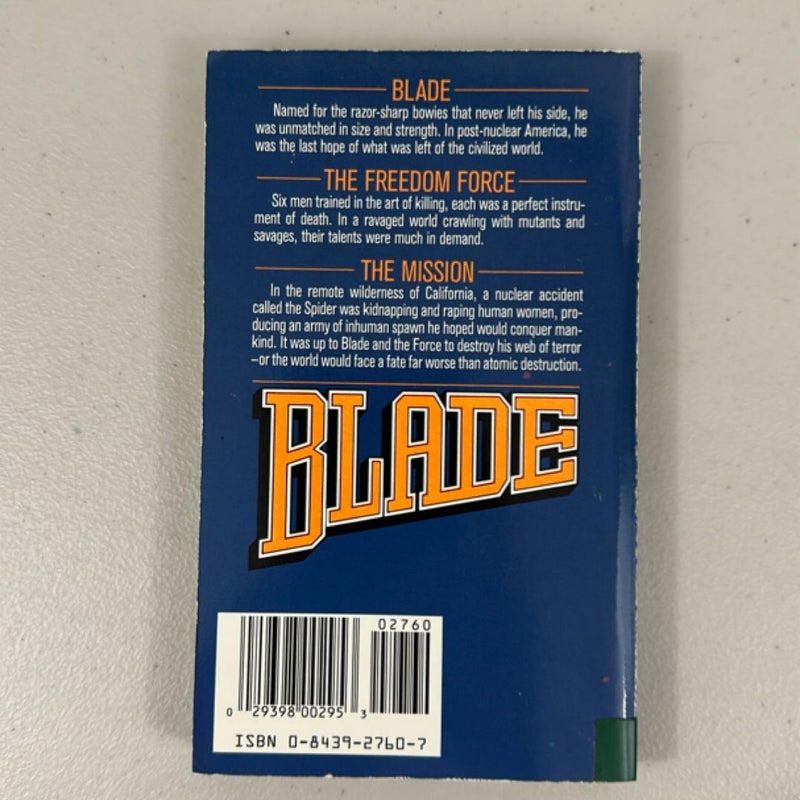 BLADE
Named for the razor-sharp bowies that never left his side, he
was unmatched in size and strength. In post-nuclear America, he
was the last hope of what was left of the civilized world.
THE FREEDOM FORCE
Six men trained in the art of killing, each was a perfect instru-
ment of death. In a ravaged world crawling with mutants and
savages, their talents were much in demand.
THE MISSION
In the remote wilderness of California, a nuclear accident
called the Spider was kidnapping and raping human women, pro-
ducing an army of inhuman spawn he hoped would conquer man-
kind. It was up to Blade and the Force to destroy his web of terror
–or the world would face a fate far worse than atomic destruction.
BLADE
02760
0 29398 00295 3
ISBN 0-8439-2760-7